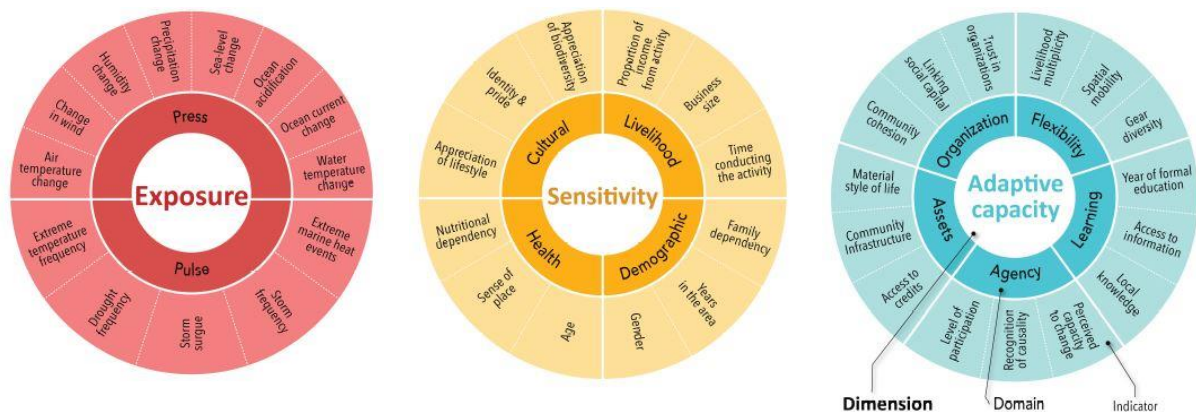 Air
temperature
change
Change
in wind
Humidity
change
Precipitation
change
Sea-level
change
Ocean
acidification
Ocean current
change
Water
temperature
change
Press
Exposure
Pulse
Extreme
temperature
frequency
Drought
frequency
Storm
surgue
Storm
frequency
Extreme
marine heat
events
Appreciation
of lifestyle
Identity &
pride
Appreciation
of biodiversity
Proportion of
income
from activity
Business
size
Time
conducting
the activity
Cultural
Livelihood
Sensitivity
Health
Demographic
Nutritional
dependency
Sense of
place
Age
Gender
Years
in the area
Family
dependency
Material
style of life
Community
cohesion
Linking
social capital
Trust in
organizations
Livelihood
multiplicity
Spatial
mobility
Gear
diversity
Year of formal
education
Organization
Flexibility
Adaptive
capacity
Assets
Learning
Agency
Community
Infrastructure
Access to
credits
Level of
participation
Recognition
of causality
Perceived
capacity
to change
Local
knowledge
Access to
information
Dimension
Domain
Indicator